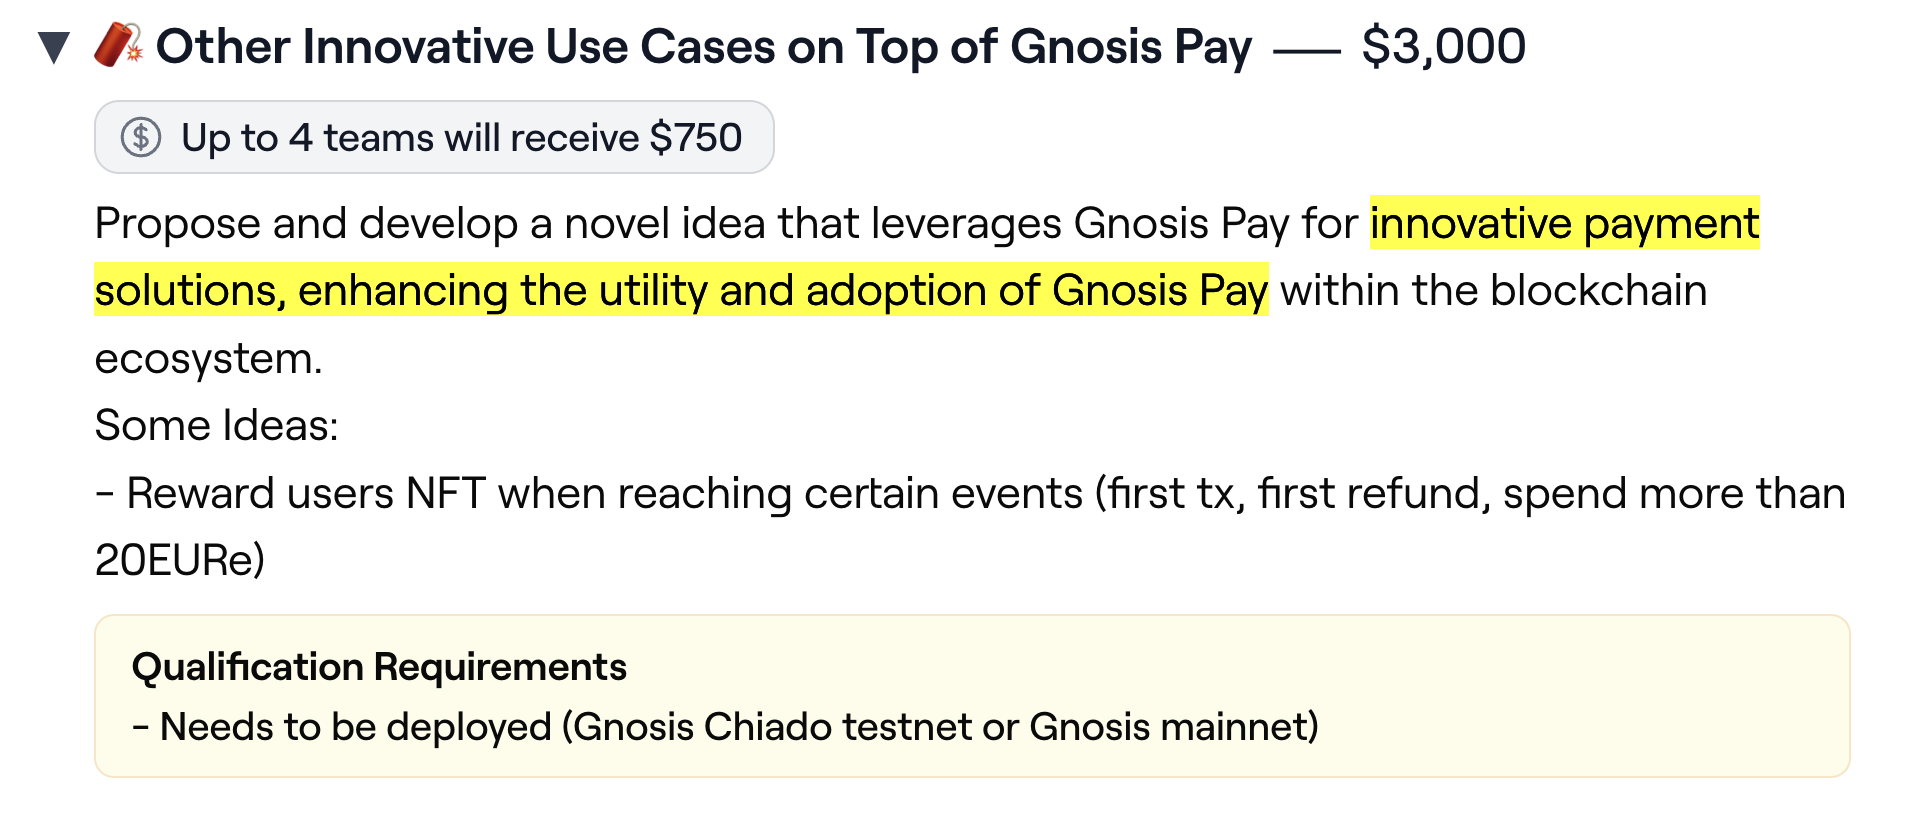 ▼ 🧨 Other Innovative Use Cases on Top of Gnosis Pay — $3,000
Up to 4 teams will receive $750
Propose and develop a novel idea that leverages Gnosis Pay for innovative payment
solutions, enhancing the utility and adoption of Gnosis Pay within the blockchain
ecosystem.
Some Ideas:
- Reward users NFT when reaching certain events (first tx, first refund, spend more than
20EURe)
Qualification Requirements
- Needs to be deployed (Gnosis Chiado testnet or Gnosis mainnet)